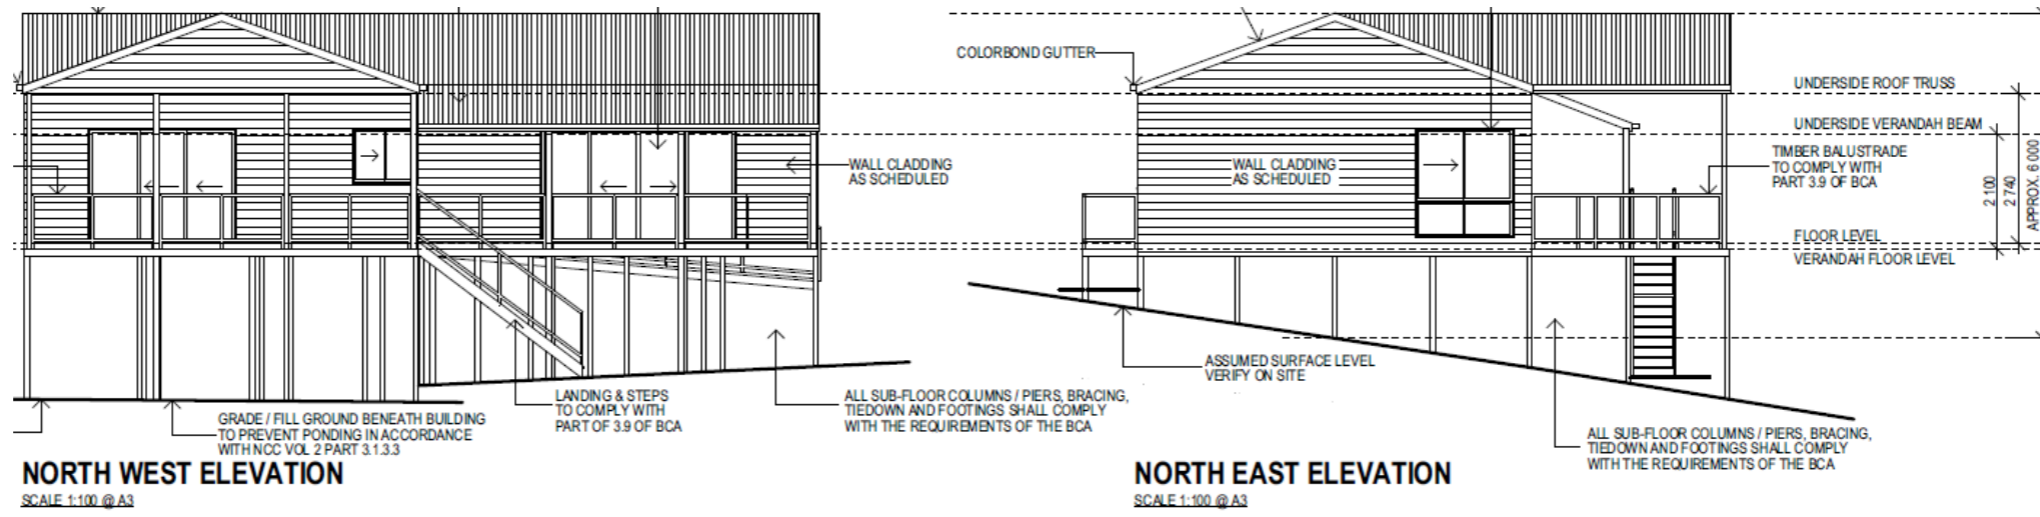 COLORBOND GUTTER
UNDERSIDE ROOF TRUSS
UNDERSIDE VERANDAH BEAM
WALL CLADDING
AS SCHEDULED
WALL CLADDING
AS SCHEDULED
TIMBER BALUSTRADE
TO COMPLY WITH
PART 3.9 OF BCA
2 100
2 740
APPROX. 6 000
FLOOR LEVEL
VERANDAH FLOOR LEVEL
ASSUMED SURFACE LEVEL
VERIFY ON SITE
GRADE / FILL GROUND BENEATH BUILDING
TO PREVENT PONDING IN ACCORDANCE
WITH NCC VOL 2 PART 3.1.3.3
LANDING & STEPS
TO COMPLY WITH
PART OF 3.9 OF BCA
ALL SUB-FLOOR COLUMNS / PIERS, BRACING,
TIEDOWN AND FOOTINGS SHALL COMPLY
WITH THE REQUIREMENTS OF THE BCA
ALL SUB-FLOOR COLUMNS / PIERS, BRACING,
TIEDOWN AND FOOTINGS SHALL COMPLY
WITH THE REQUIREMENTS OF THE BCA
NORTH WEST ELEVATION
SCALE 1:100 @ A3
NORTH EAST ELEVATION
SCALE 1:100 @ A3